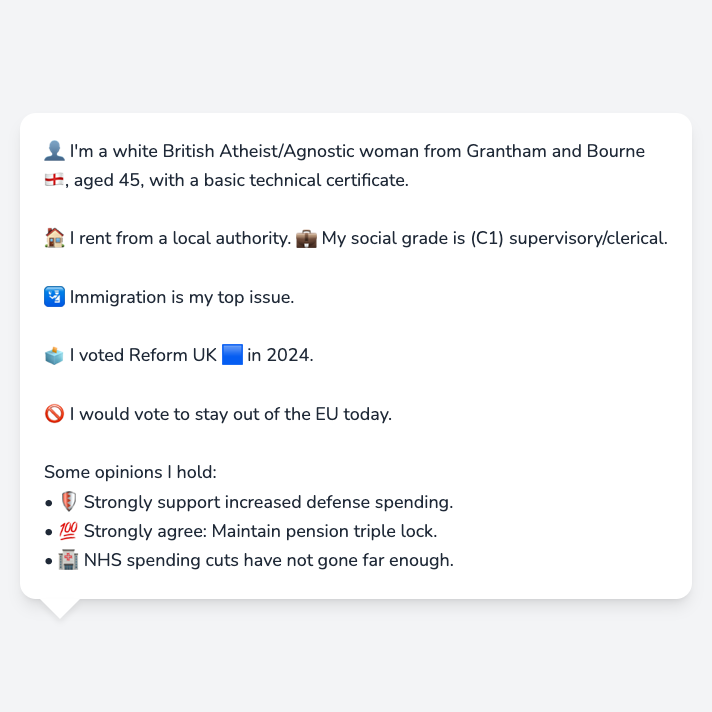 👤 I'm a white British Atheist/Agnostic woman from Grantham and Bourne
🏴󠁧󠁢󠁥󠁮󠁧󠁿, aged 45, with a basic technical certificate.
🏠 I rent from a local authority. 💼 My social grade is (C1) supervisory/clerical.
🛂 Immigration is my top issue.
🗳️ I voted Reform UK 🟦 in 2024.
🚫 I would vote to stay out of the EU today.
Some opinions I hold:
• 🛡️ Strongly support increased defense spending.
• 💯 Strongly agree: Maintain pension triple lock.
• 🏥 NHS spending cuts have not gone far enough.